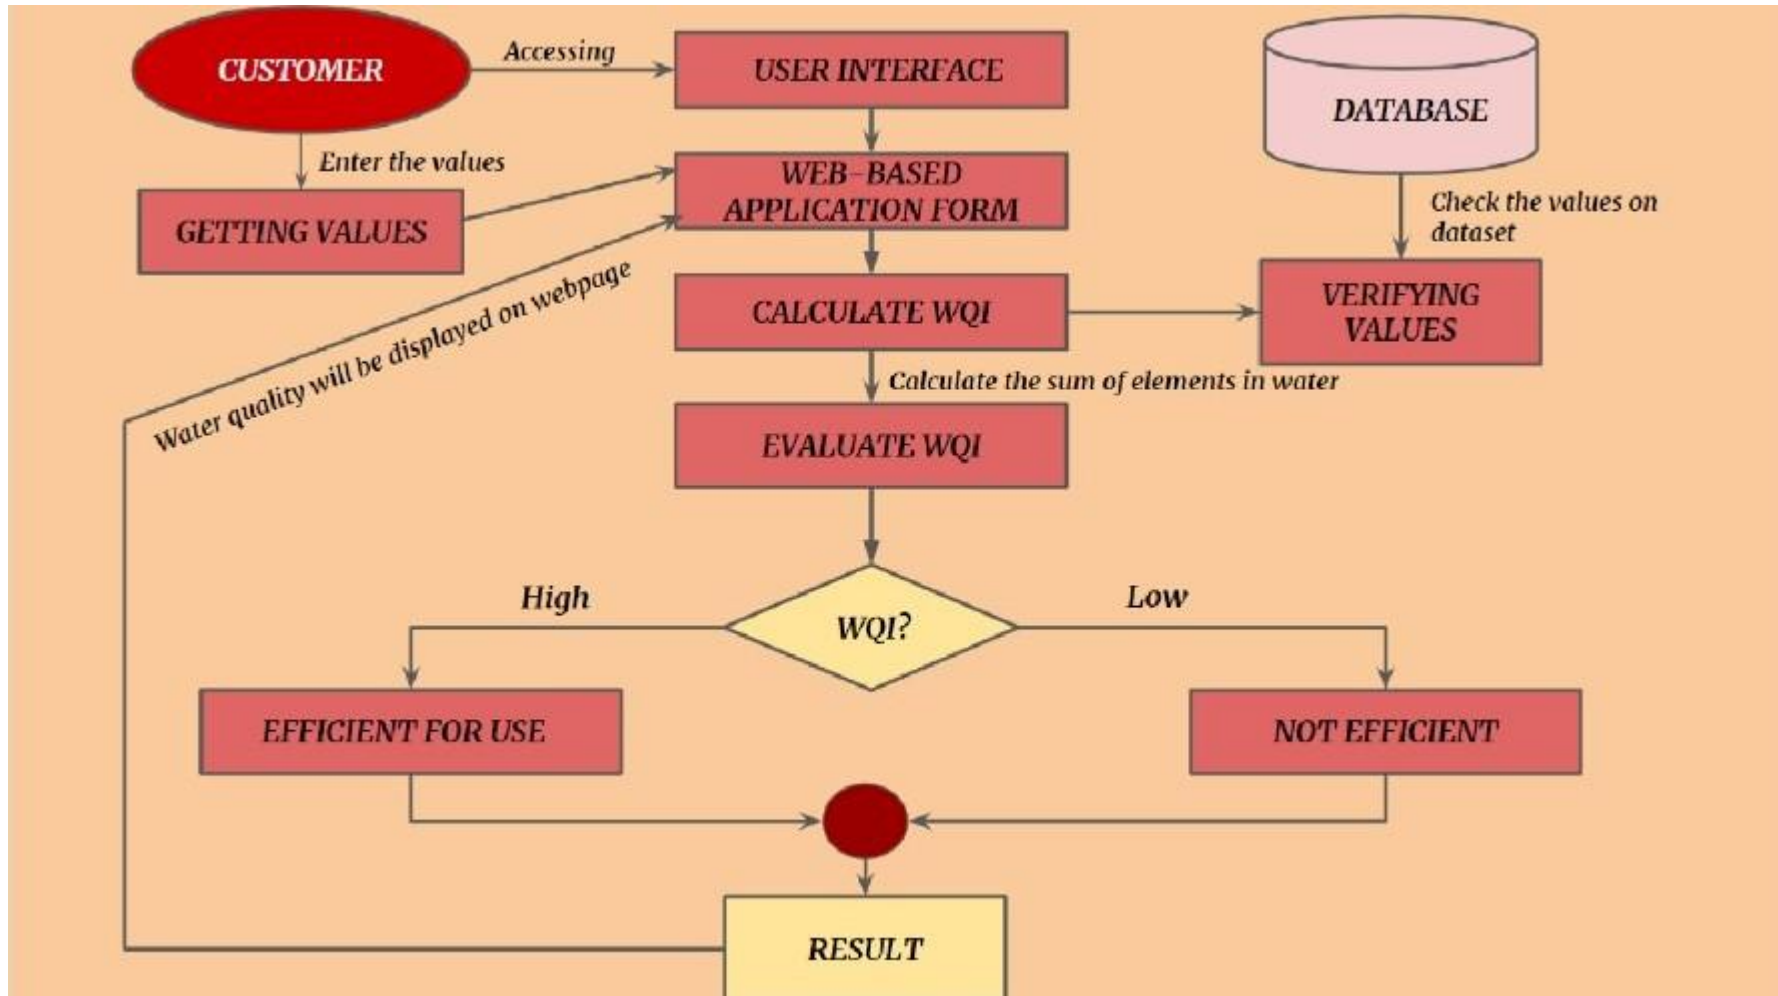 CUSTOMER
Accessing
USER INTERFACE
DATABASE
Enter the values
WEB-BASED
APPLICATION FORM
Check the values on
dataset
GETTING VALUES
Water quality will be displayed on webpage
CALCULATE WQI
VERIFYING
VALUES
Calculate the sum of elements in water
EVALUATE WQI
High
WQI?
Low
EFFICIENT FOR USE
NOT EFFICIENT
RESULT